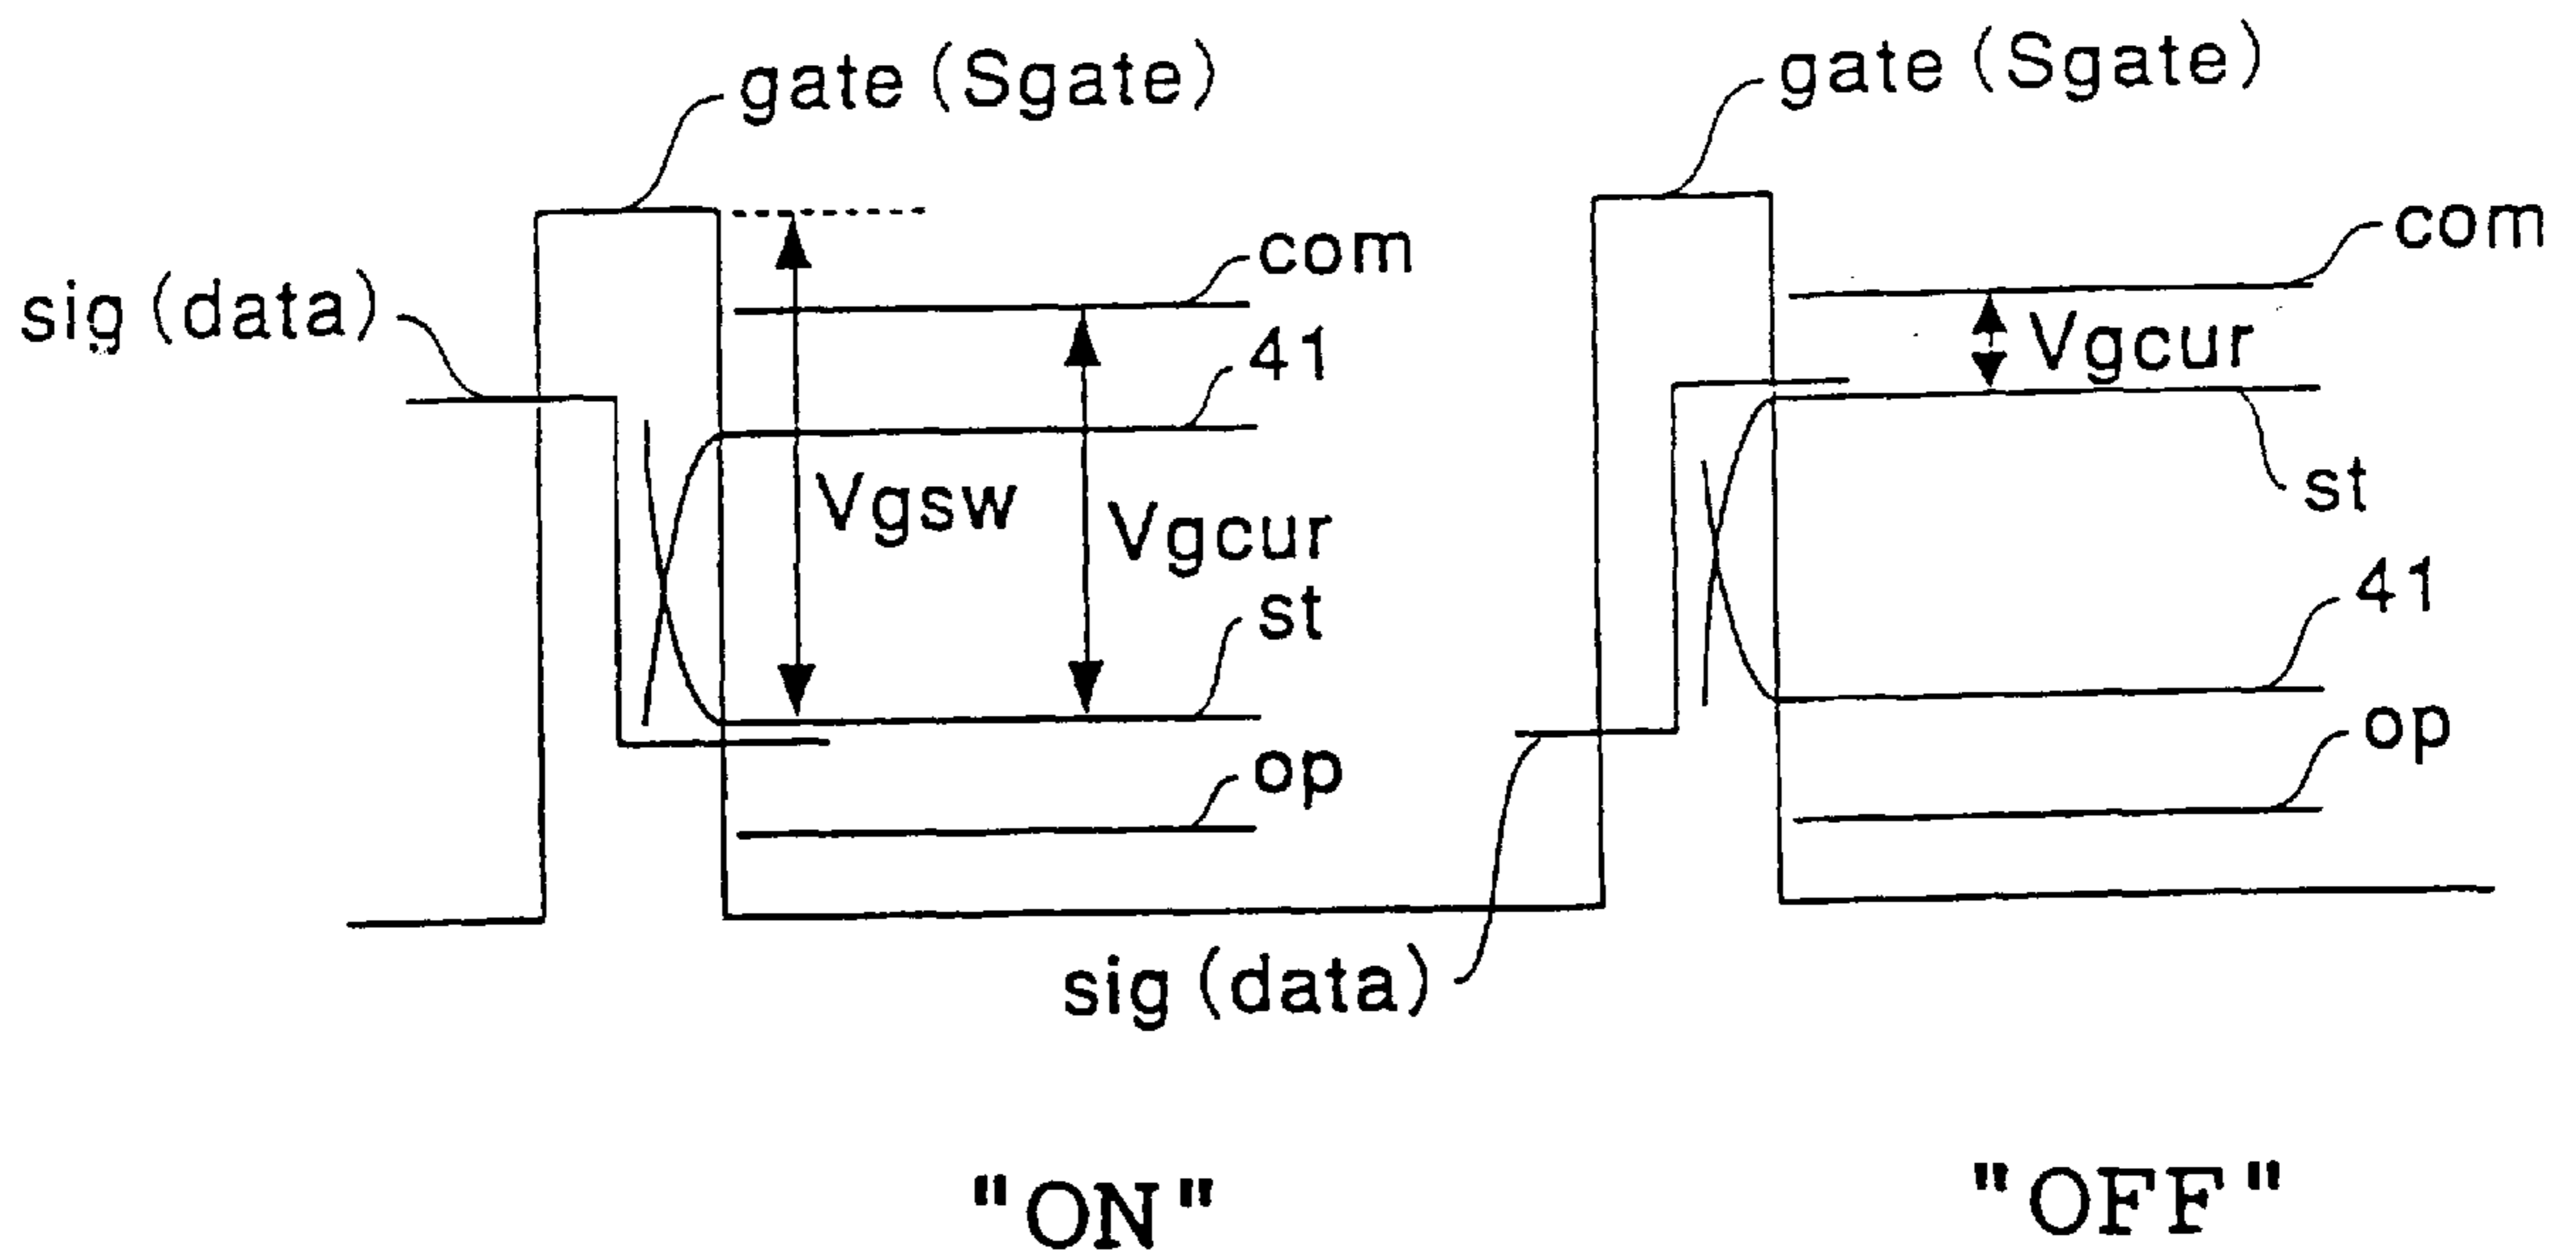 gate (Sgate)
gate (Sgate)
com
com
sig (data)
41
Vgcur
Vgsw
Vgcur
st
st
41
op
op
sig (data)
"ON"
"OFF"